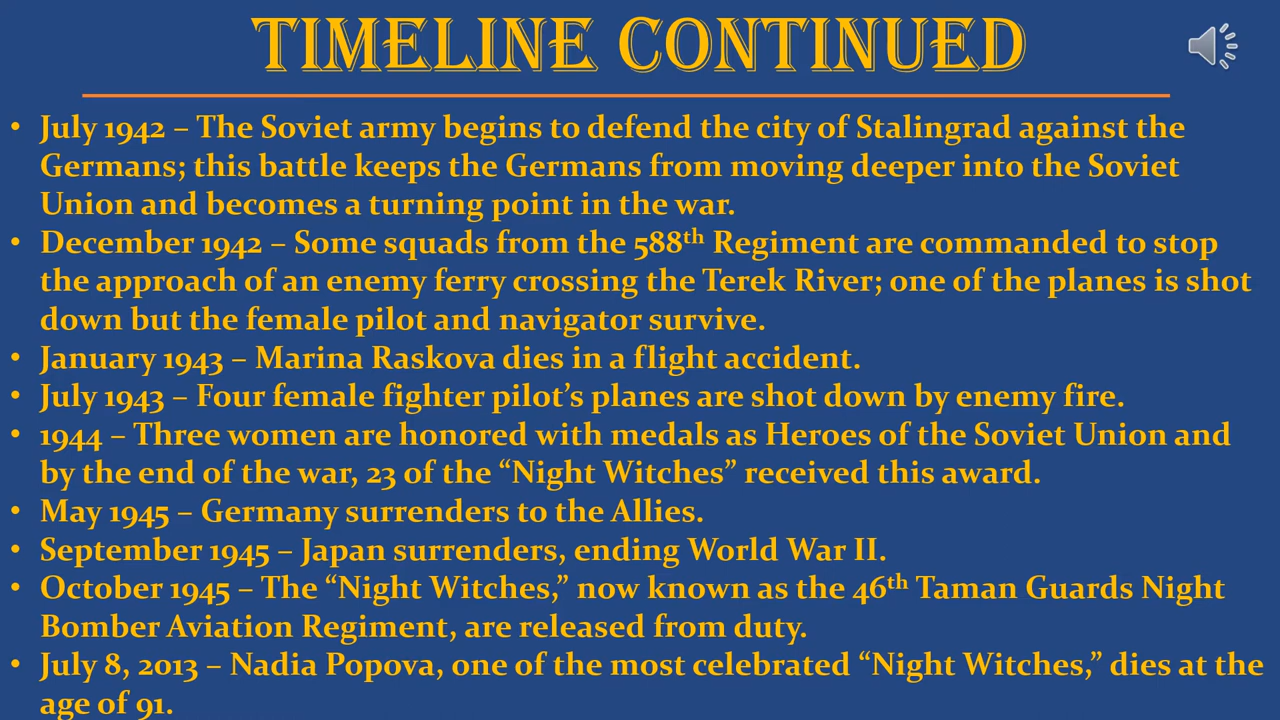 TIMELINE CONTINUED
• July 1942 – The Soviet army begins to defend the city of Stalingrad against the
Germans; this battle keeps the Germans from moving deeper into the Soviet
Union and becomes a turning point in the war.
• December 1942 – Some squads from the 588th Regiment are commanded to stop
the approach of an enemy ferry crossing the Terek River; one of the planes is shot
down but the female pilot and navigator survive.
• January 1943 – Marina Raskova dies in a flight accident.
• July 1943 – Four female fighter pilot’s planes are shot down by enemy fire.
• 1944 – Three women are honored with medals as Heroes of the Soviet Union and
by the end of the war, 23 of the “Night Witches” received this award.
• May 1945 – Germany surrenders to the Allies.
• September 1945 – Japan surrenders, ending World War II.
• October 1945 – The “Night Witches,” now known as the 46th Taman Guards Night
Bomber Aviation Regiment, are released from duty.
• July 8, 2013 – Nadia Popova, one of the most celebrated “Night Witches,” dies at the
age of 91.